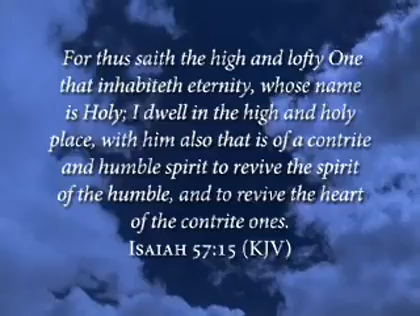 For thus saith the high and lofty One
that inhabiteth eternity, whose name
is Holy; I dwell in the high and holy
place, with him also that is of a contrite
and humble spirit to revive the spirit
of the humble, and to revive the heart
of the contrite ones.
Isaiah 57:15 (KJV)